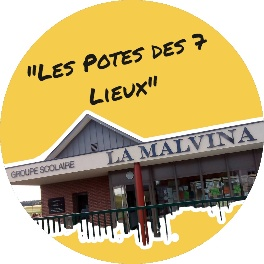 "Les Potes des 7
Lieux"
GROUPE SCOLAIRE
LA MALVINA